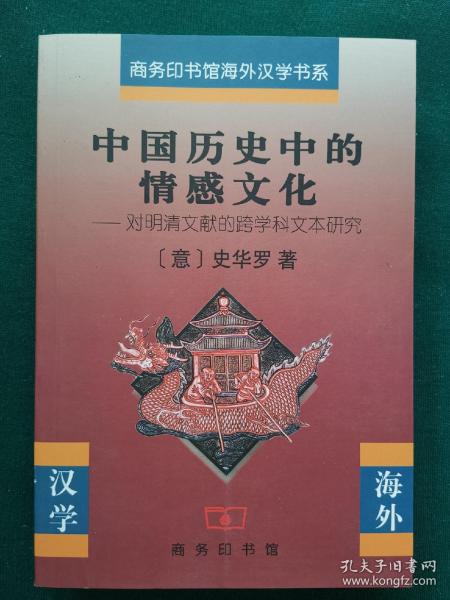 商务印书馆海外汉学书系
中国历史中的
情感文化
——对明清文献的跨学科文本研究
〔意〕史华罗 著
汉学
海外
商务印书馆
孔夫子旧书网
www.kongfz.com